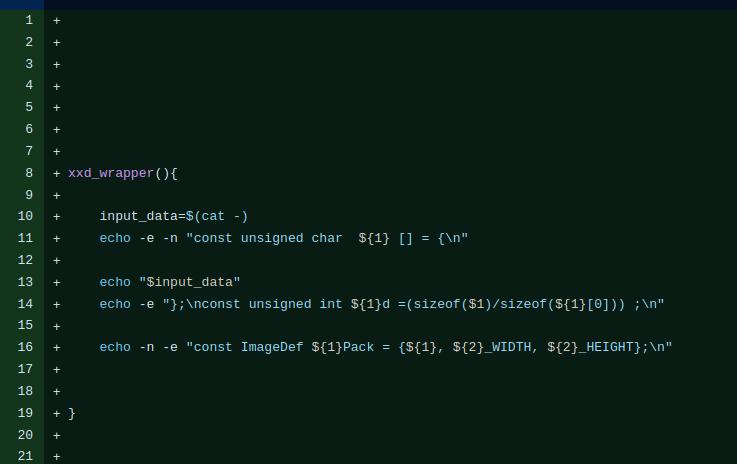 1 +
2 +
3 +
4 +
5 +
6 +
7 +
8 + xxd_wrapper(){
9 +
10 +     input_data=$(cat -)
11 +     echo -e -n "const unsigned char  ${1} [] = {\n"
12 +
13 +     echo "$input_data"
14 +     echo -e "};\nconst unsigned int ${1}d =(sizeof($1)/sizeof(${1}[0])) ;\n"
15 +
16 +     echo -n -e "const ImageDef ${1}Pack = {${1}, ${2}_WIDTH, ${2}_HEIGHT};\n"
17 +
18 +
19 + }
20 +
21 +